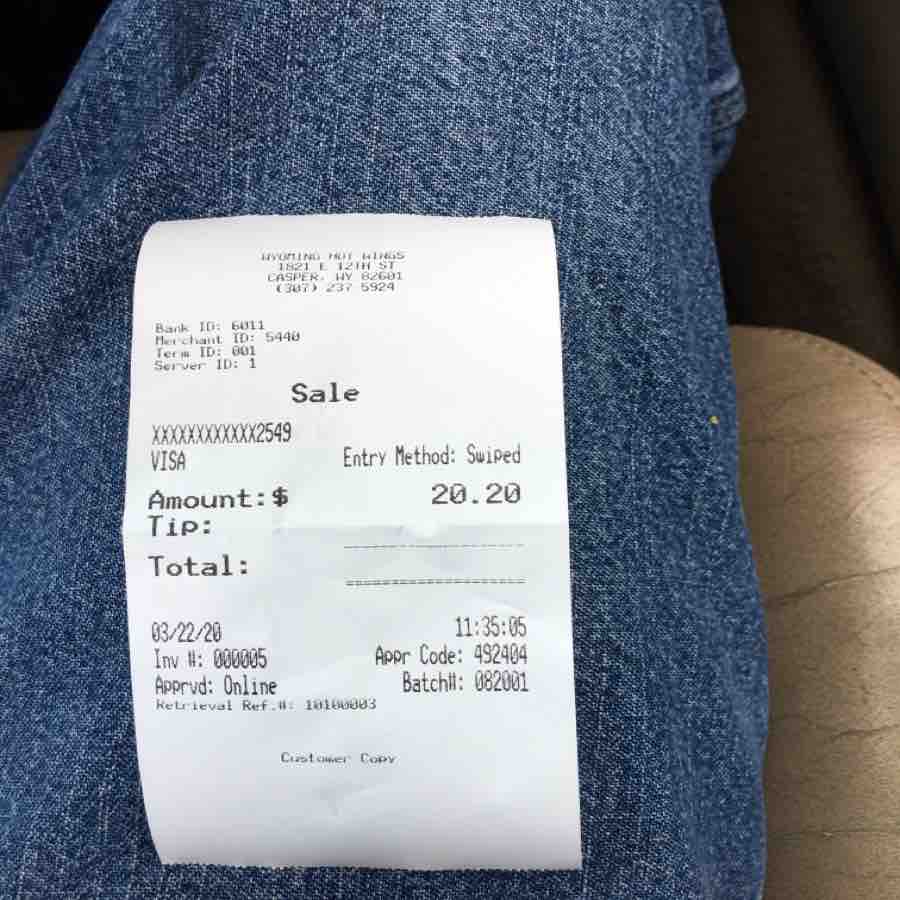 WYOMING HOT WINGS
1821 E 12TH ST
CASPER, WY 82601
(307) 237 5924
Bank ID: 6011
Merchant ID: 5440
Term ID: 001
Server ID: 1
Sale
XXXXXXXXXXXX2549
VISA Entry Method: Swiped
Amount:$ 20.20
Tip:
Total:
03/22/20 11:35:05
Inv #: 000005 Appr Code: 492404
Apprvd: Online Batch#: 082001
Retrieval Ref.#: 10100003
Customer Copy